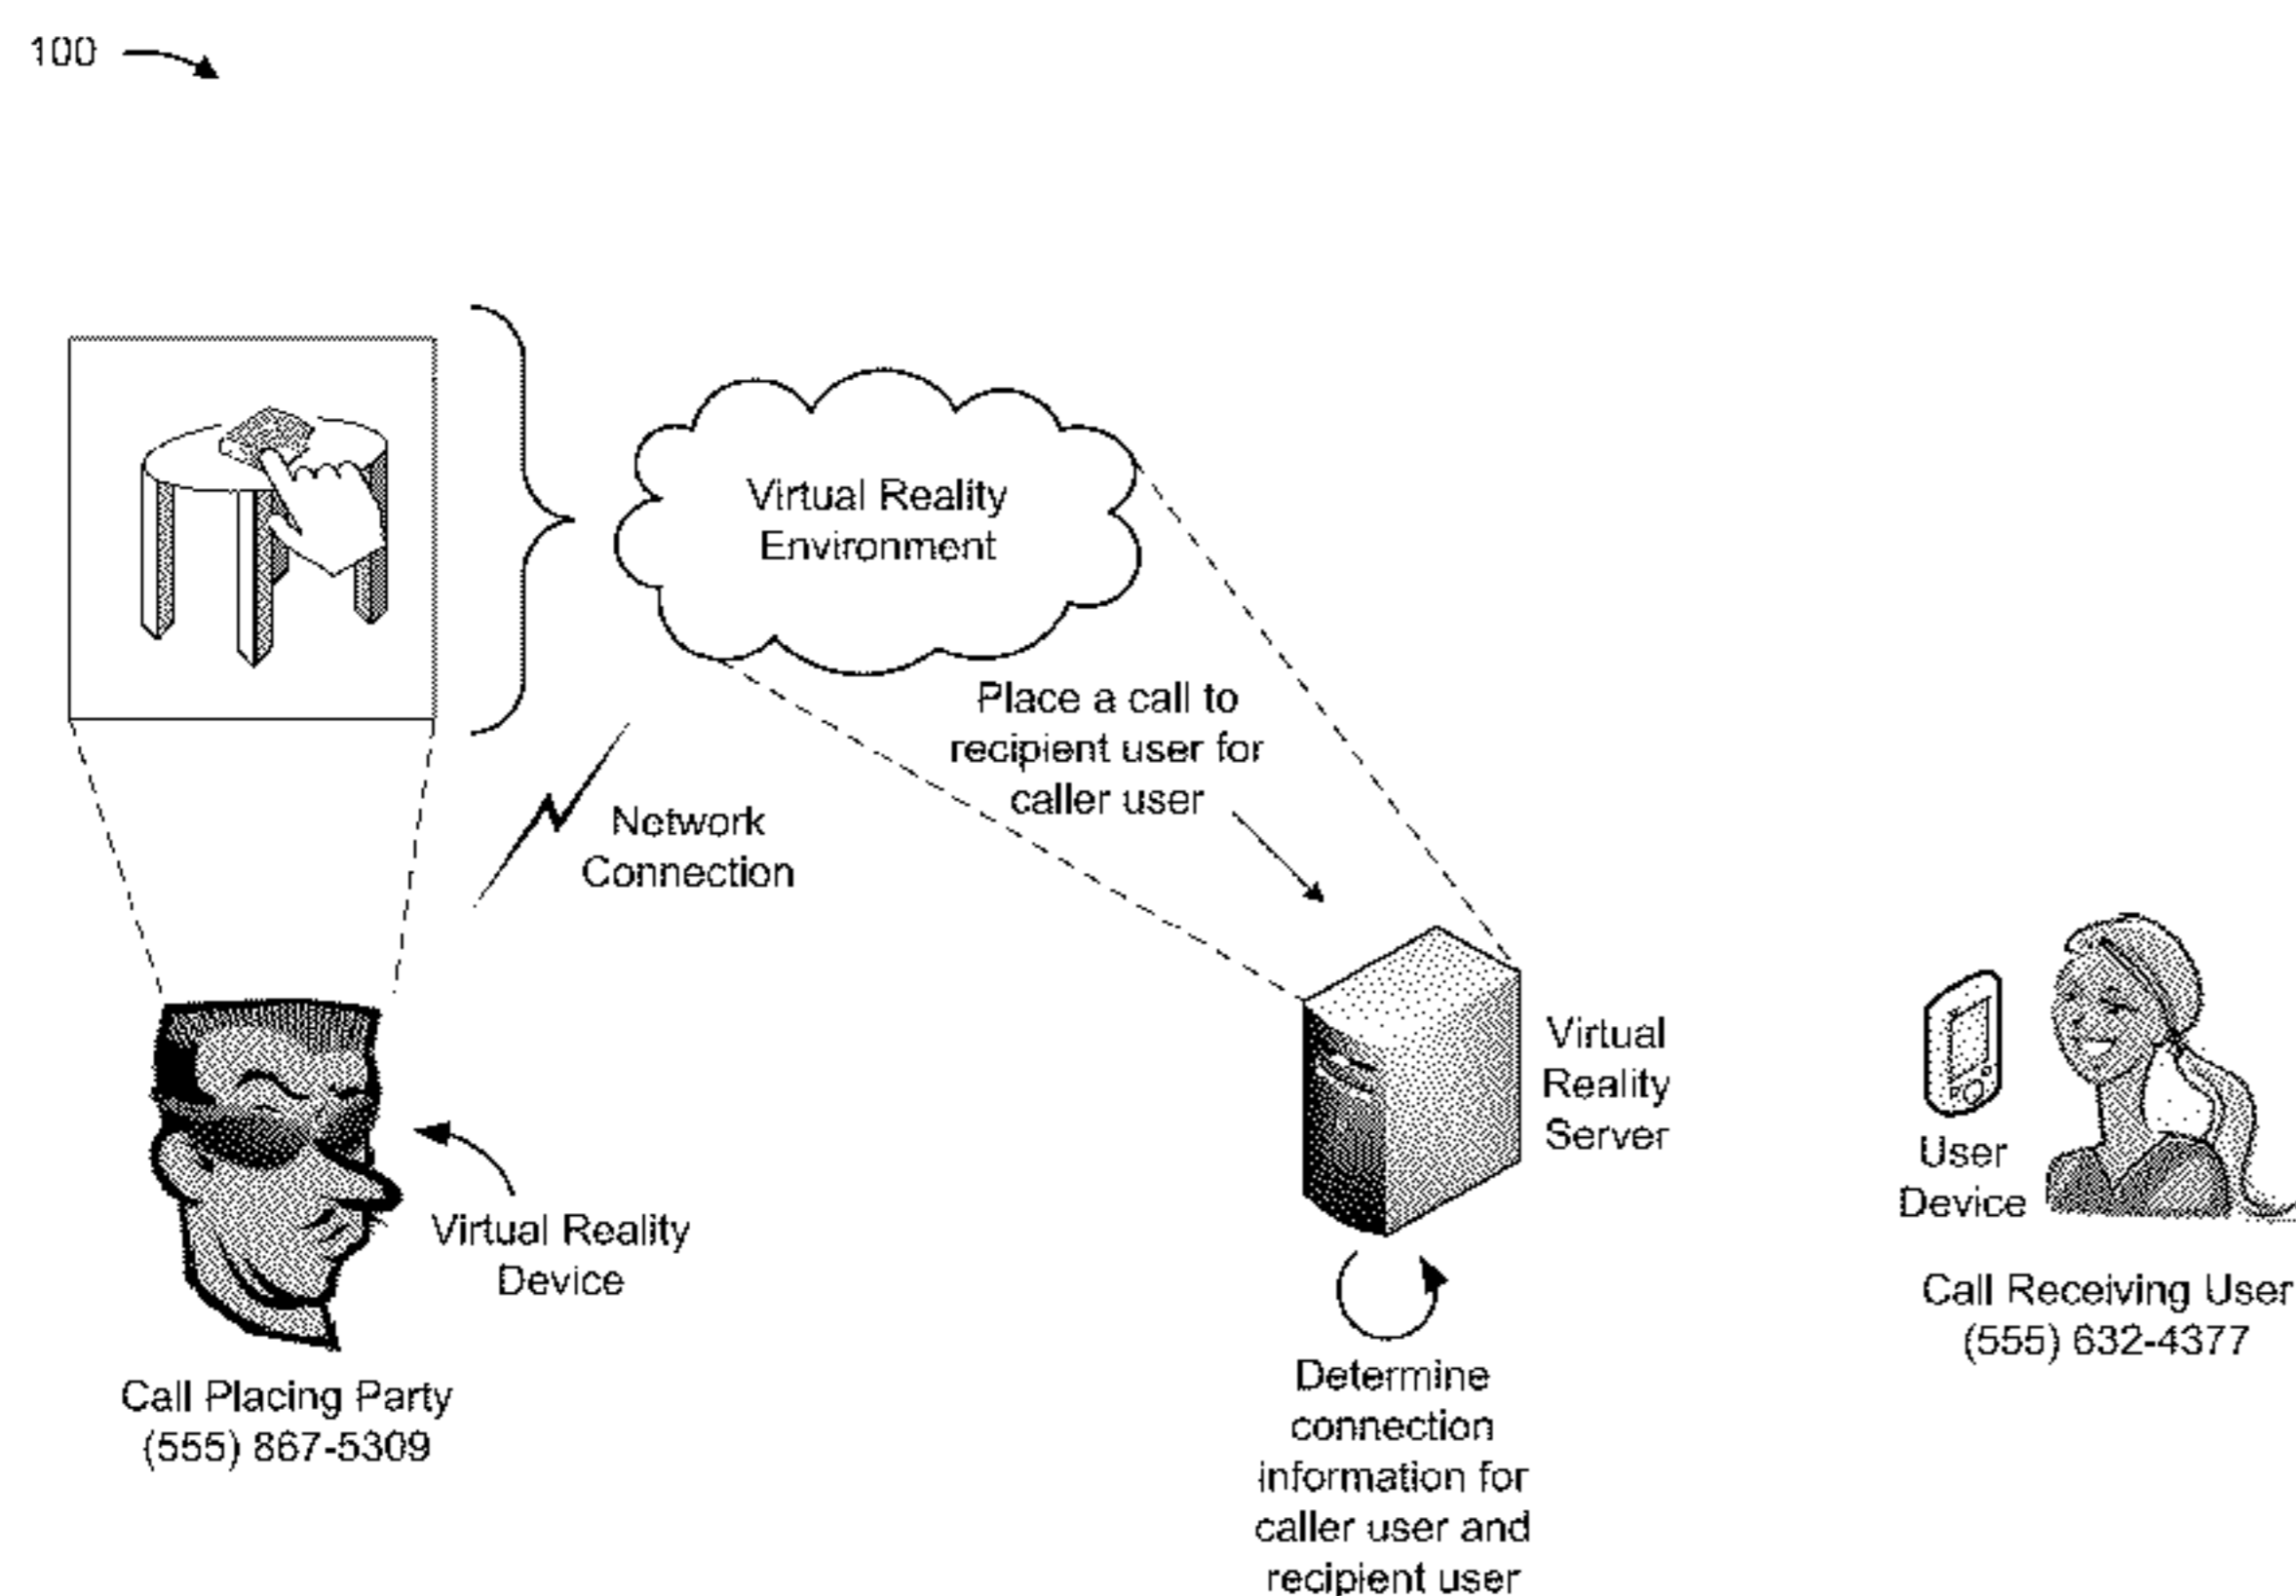 100
Virtual Reality
Environment
Place a call to
recipient user for
caller user
Network
Connection
Virtual Reality
Device
Call Placing Party
(555) 867-5309
Virtual
Reality
Server
Determine
connection
information for
caller user and
recipient user
User
Device
Call Receiving User
(555) 632-4377